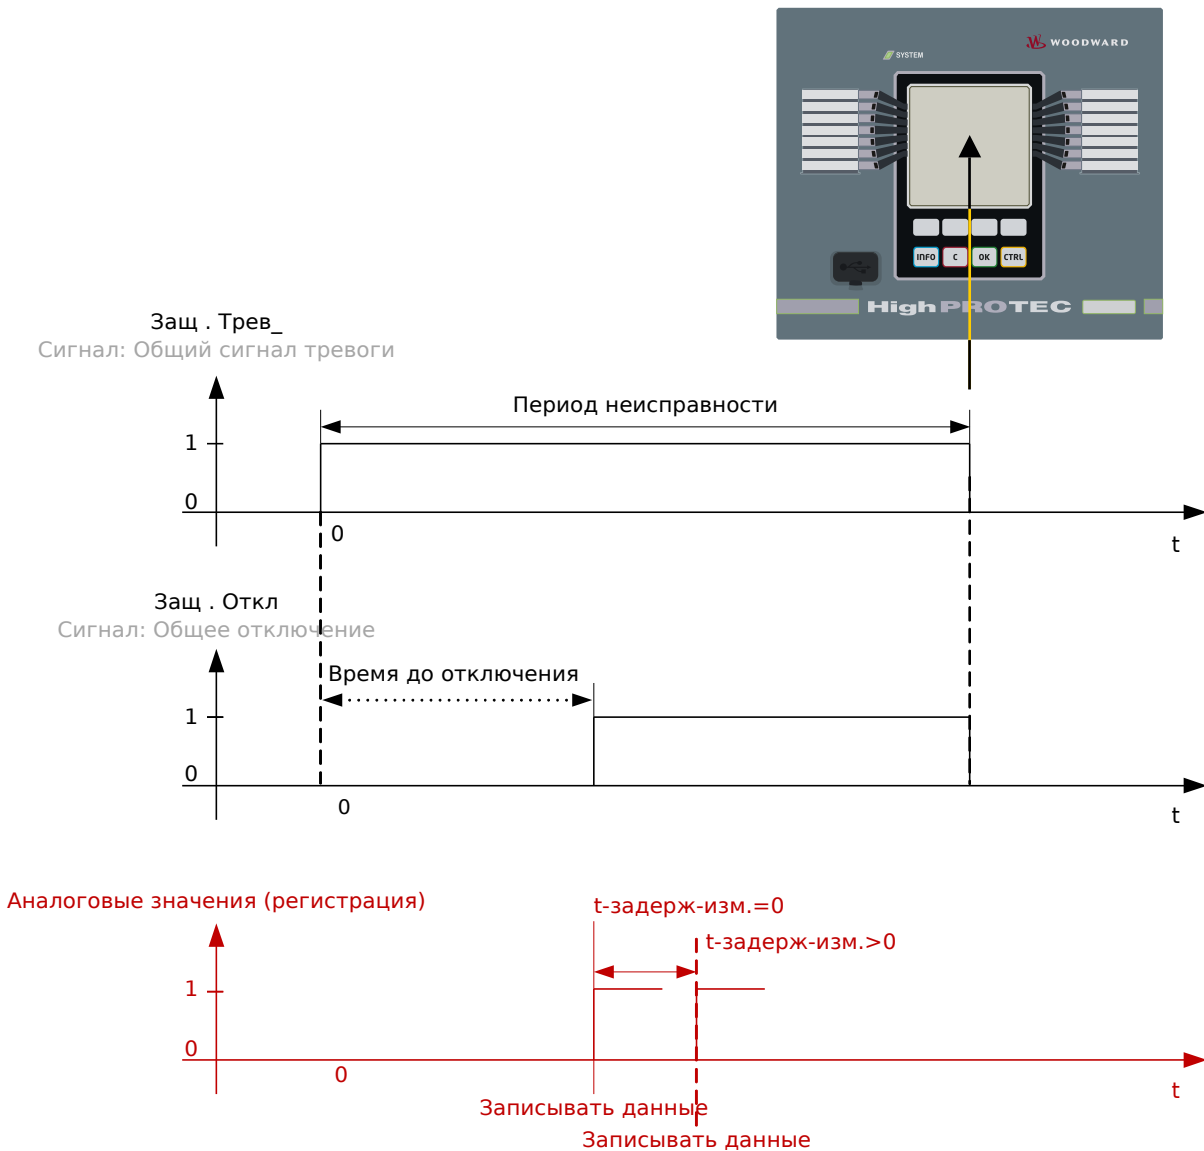 WOODWARD
SYSTEM
INFO C OK CTRL
HighPROTEC
Защ . Трев_
Сигнал: Общий сигнал тревоги
Период неисправности
1
0
0
t
Защ . Откл
Сигнал: Общее отключение
Время до отключения
1
0
0
t
Аналоговые значения (регистрация)
t-задерж-изм.=0
t-задерж-изм.>0
1
0
0
t
Записывать данные
Записывать данные